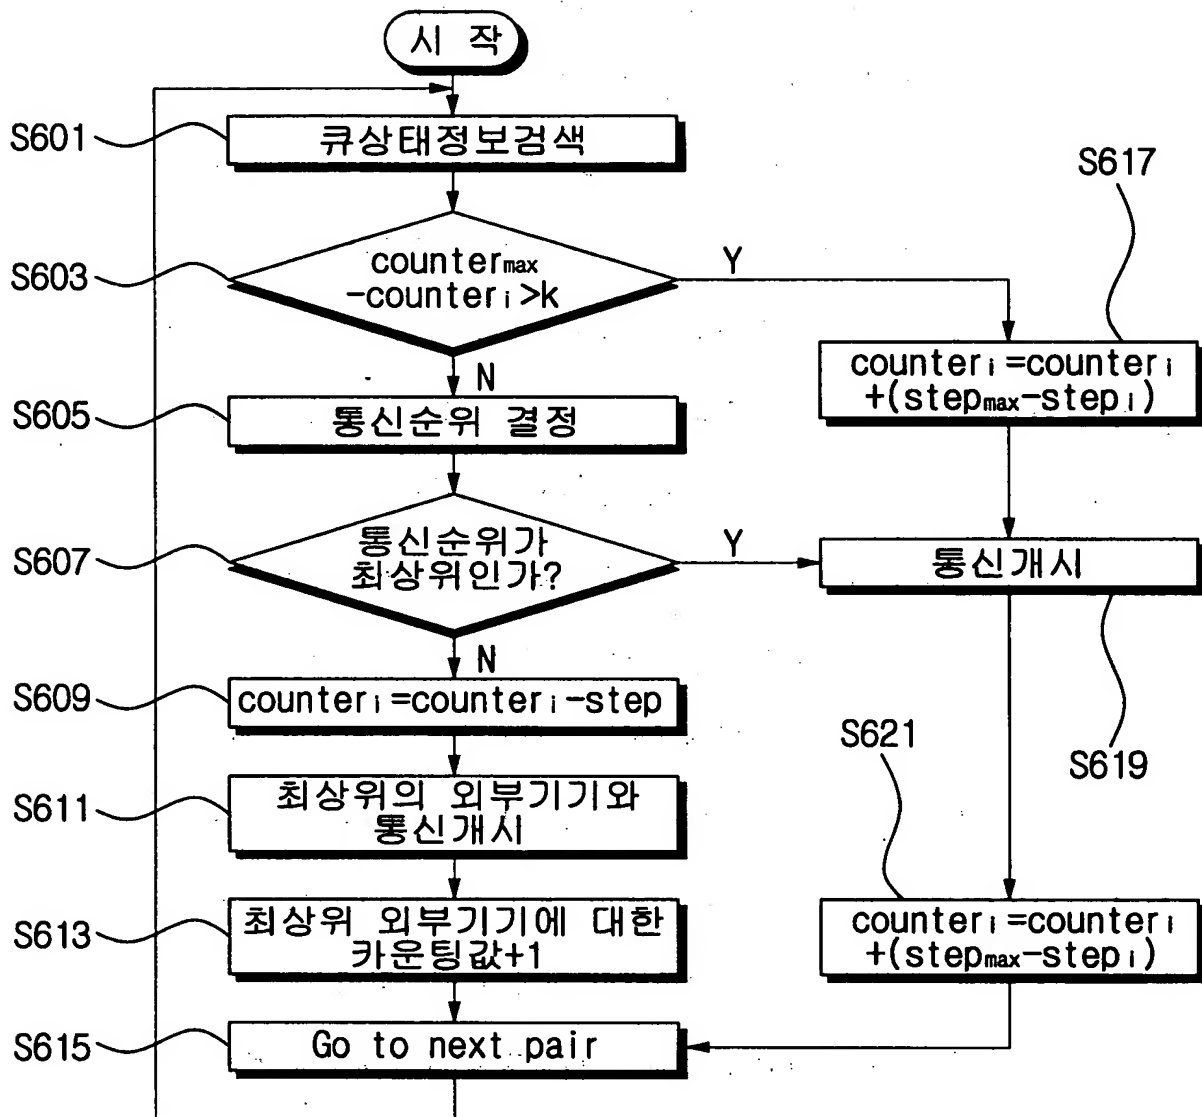 시 작
S601
큐상태정보검색
S617
S603
countermax
-counteri>k
Y
counteri=counteri
+(stepmax-stepi)
N
S605
통신순위 결정
S607
통신순위가
최상위인가?
Y
통신개시
N
S609
counteri=counteri-step
S621
S619
S611
최상위의 외부기기와
통신개시
S613
최상위 외부기기에 대한
카운팅값+1
counteri=counteri
+(stepmax-stepi)
S615
Go to next pair